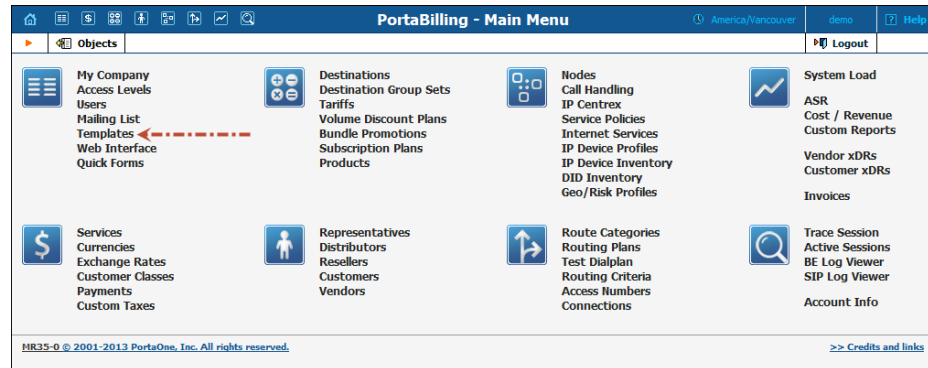 PortaBilling - Main Menu
America/Vancouver
demo
? Help
Objects
Logout
My Company
Access Levels
Users
Mailing List
Templates
Web Interface
Quick Forms
Destinations
Destination Group Sets
Tariffs
Volume Discount Plans
Bundle Promotions
Subscription Plans
Products
Nodes
Call Handling
IP Centrex
Service Policies
Internet Services
IP Device Profiles
IP Device Inventory
DID Inventory
Geo/Risk Profiles
System Load
ASR
Cost / Revenue
Custom Reports
Vendor xDRs
Customer xDRs
Invoices
Services
Currencies
Exchange Rates
Customer Classes
Payments
Custom Taxes
Representatives
Distributors
Resellers
Customers
Vendors
Route Categories
Routing Plans
Test Dialplan
Routing Criteria
Access Numbers
Connections
Trace Session
Active Sessions
BE Log Viewer
SIP Log Viewer
Account Info
MR35-0 © 2001-2013 PortaOne, Inc. All rights reserved.
>> Credits and links